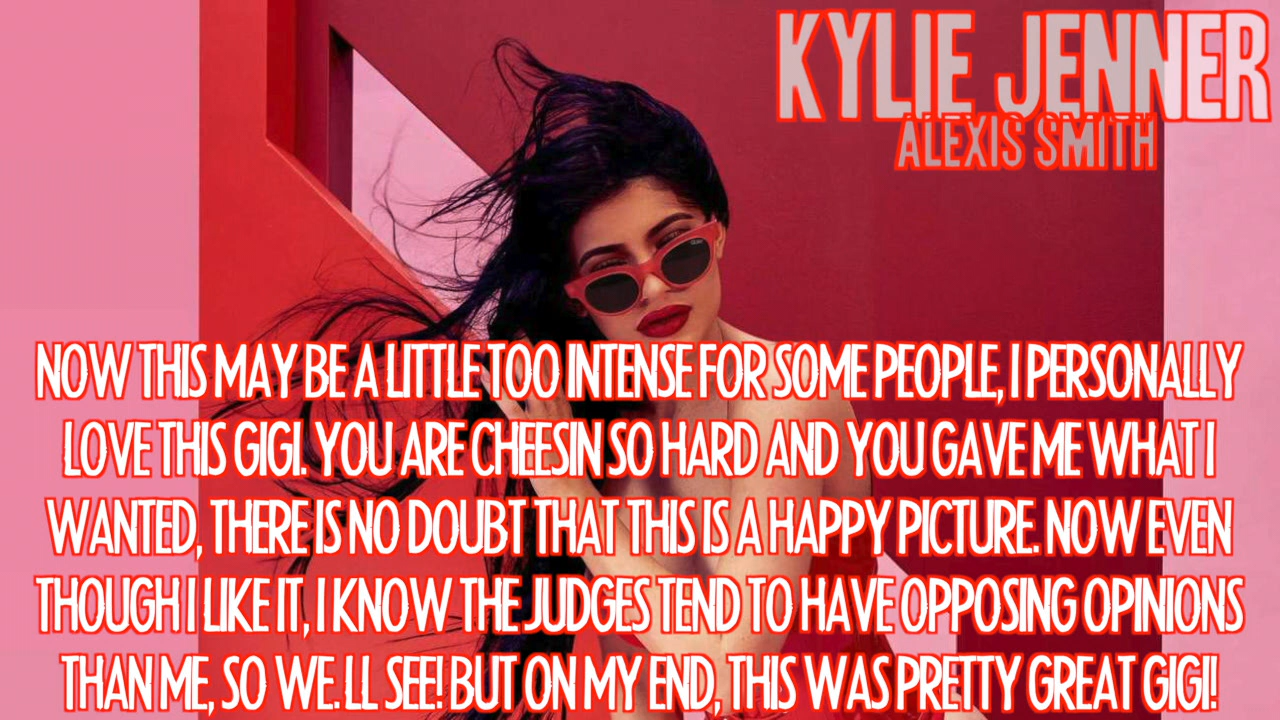 KYLIE JENNER
ALEXIS SMITH
NOW THIS MAY BE A LITTLE TOO INTENSE FOR SOME PEOPLE, I PERSONALLY
LOVE THIS GIGI. YOU ARE CHEESIN SO HARD AND YOU GAVE ME WHAT I
WANTED, THERE IS NO DOUBT THAT THIS IS A HAPPY PICTURE. NOW EVEN
THOUGH I LIKE IT, I KNOW THE JUDGES TEND TO HAVE OPPOSING OPINIONS
THAN ME, SO WE.LL SEE! BUT ON MY END, THIS WAS PRETTY GREAT GIGI!